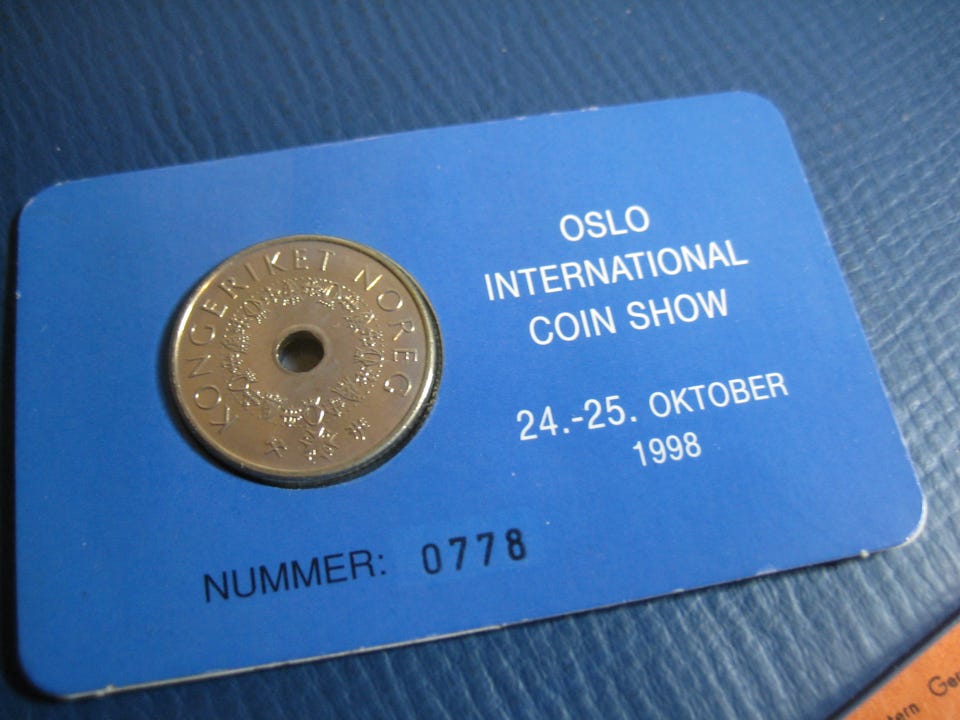 KONGERIKET NOREG
OSLO
INTERNATIONAL
COIN SHOW
24.-25. OKTOBER
1998
NUMMER: 0778